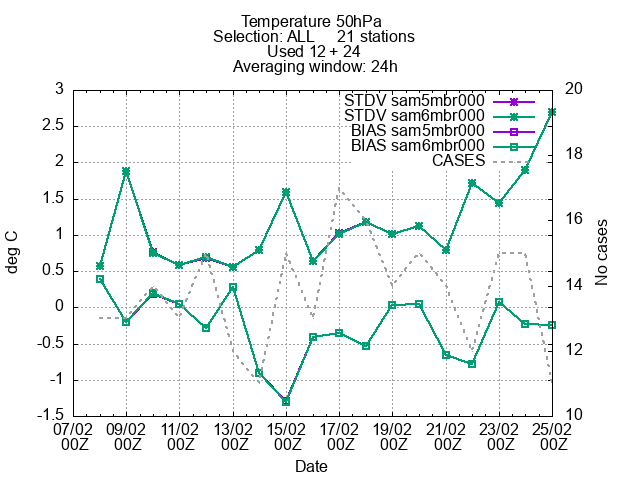 Temperature 50hPa
Selection: ALL 21 stations
Used 12 + 24
Averaging window: 24h
STDV sam5mbr000
STDV sam6mbr000
BIAS sam5mbr000
BIAS sam6mbr000
CASES
3
2.5
2
1.5
1
0.5
0
-0.5
-1
-1.5
deg C
20
18
16
14
12
10
No cases
07/02 09/02 11/02 13/02 15/02 17/02 19/02 21/02 23/02 25/02
00Z 00Z 00Z 00Z 00Z 00Z 00Z 00Z 00Z 00Z
Date